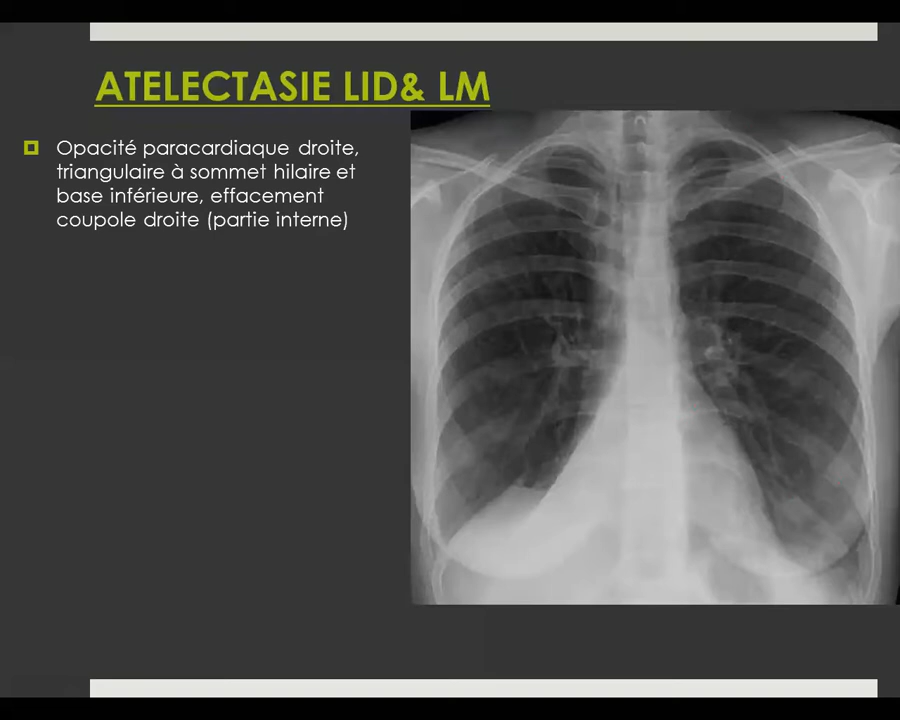 ATELECTASIE LID& LM
Opacité paracardiaque droite,
triangulaire à sommet hilaire et
base inférieure, effacement
coupole droite (partie interne)